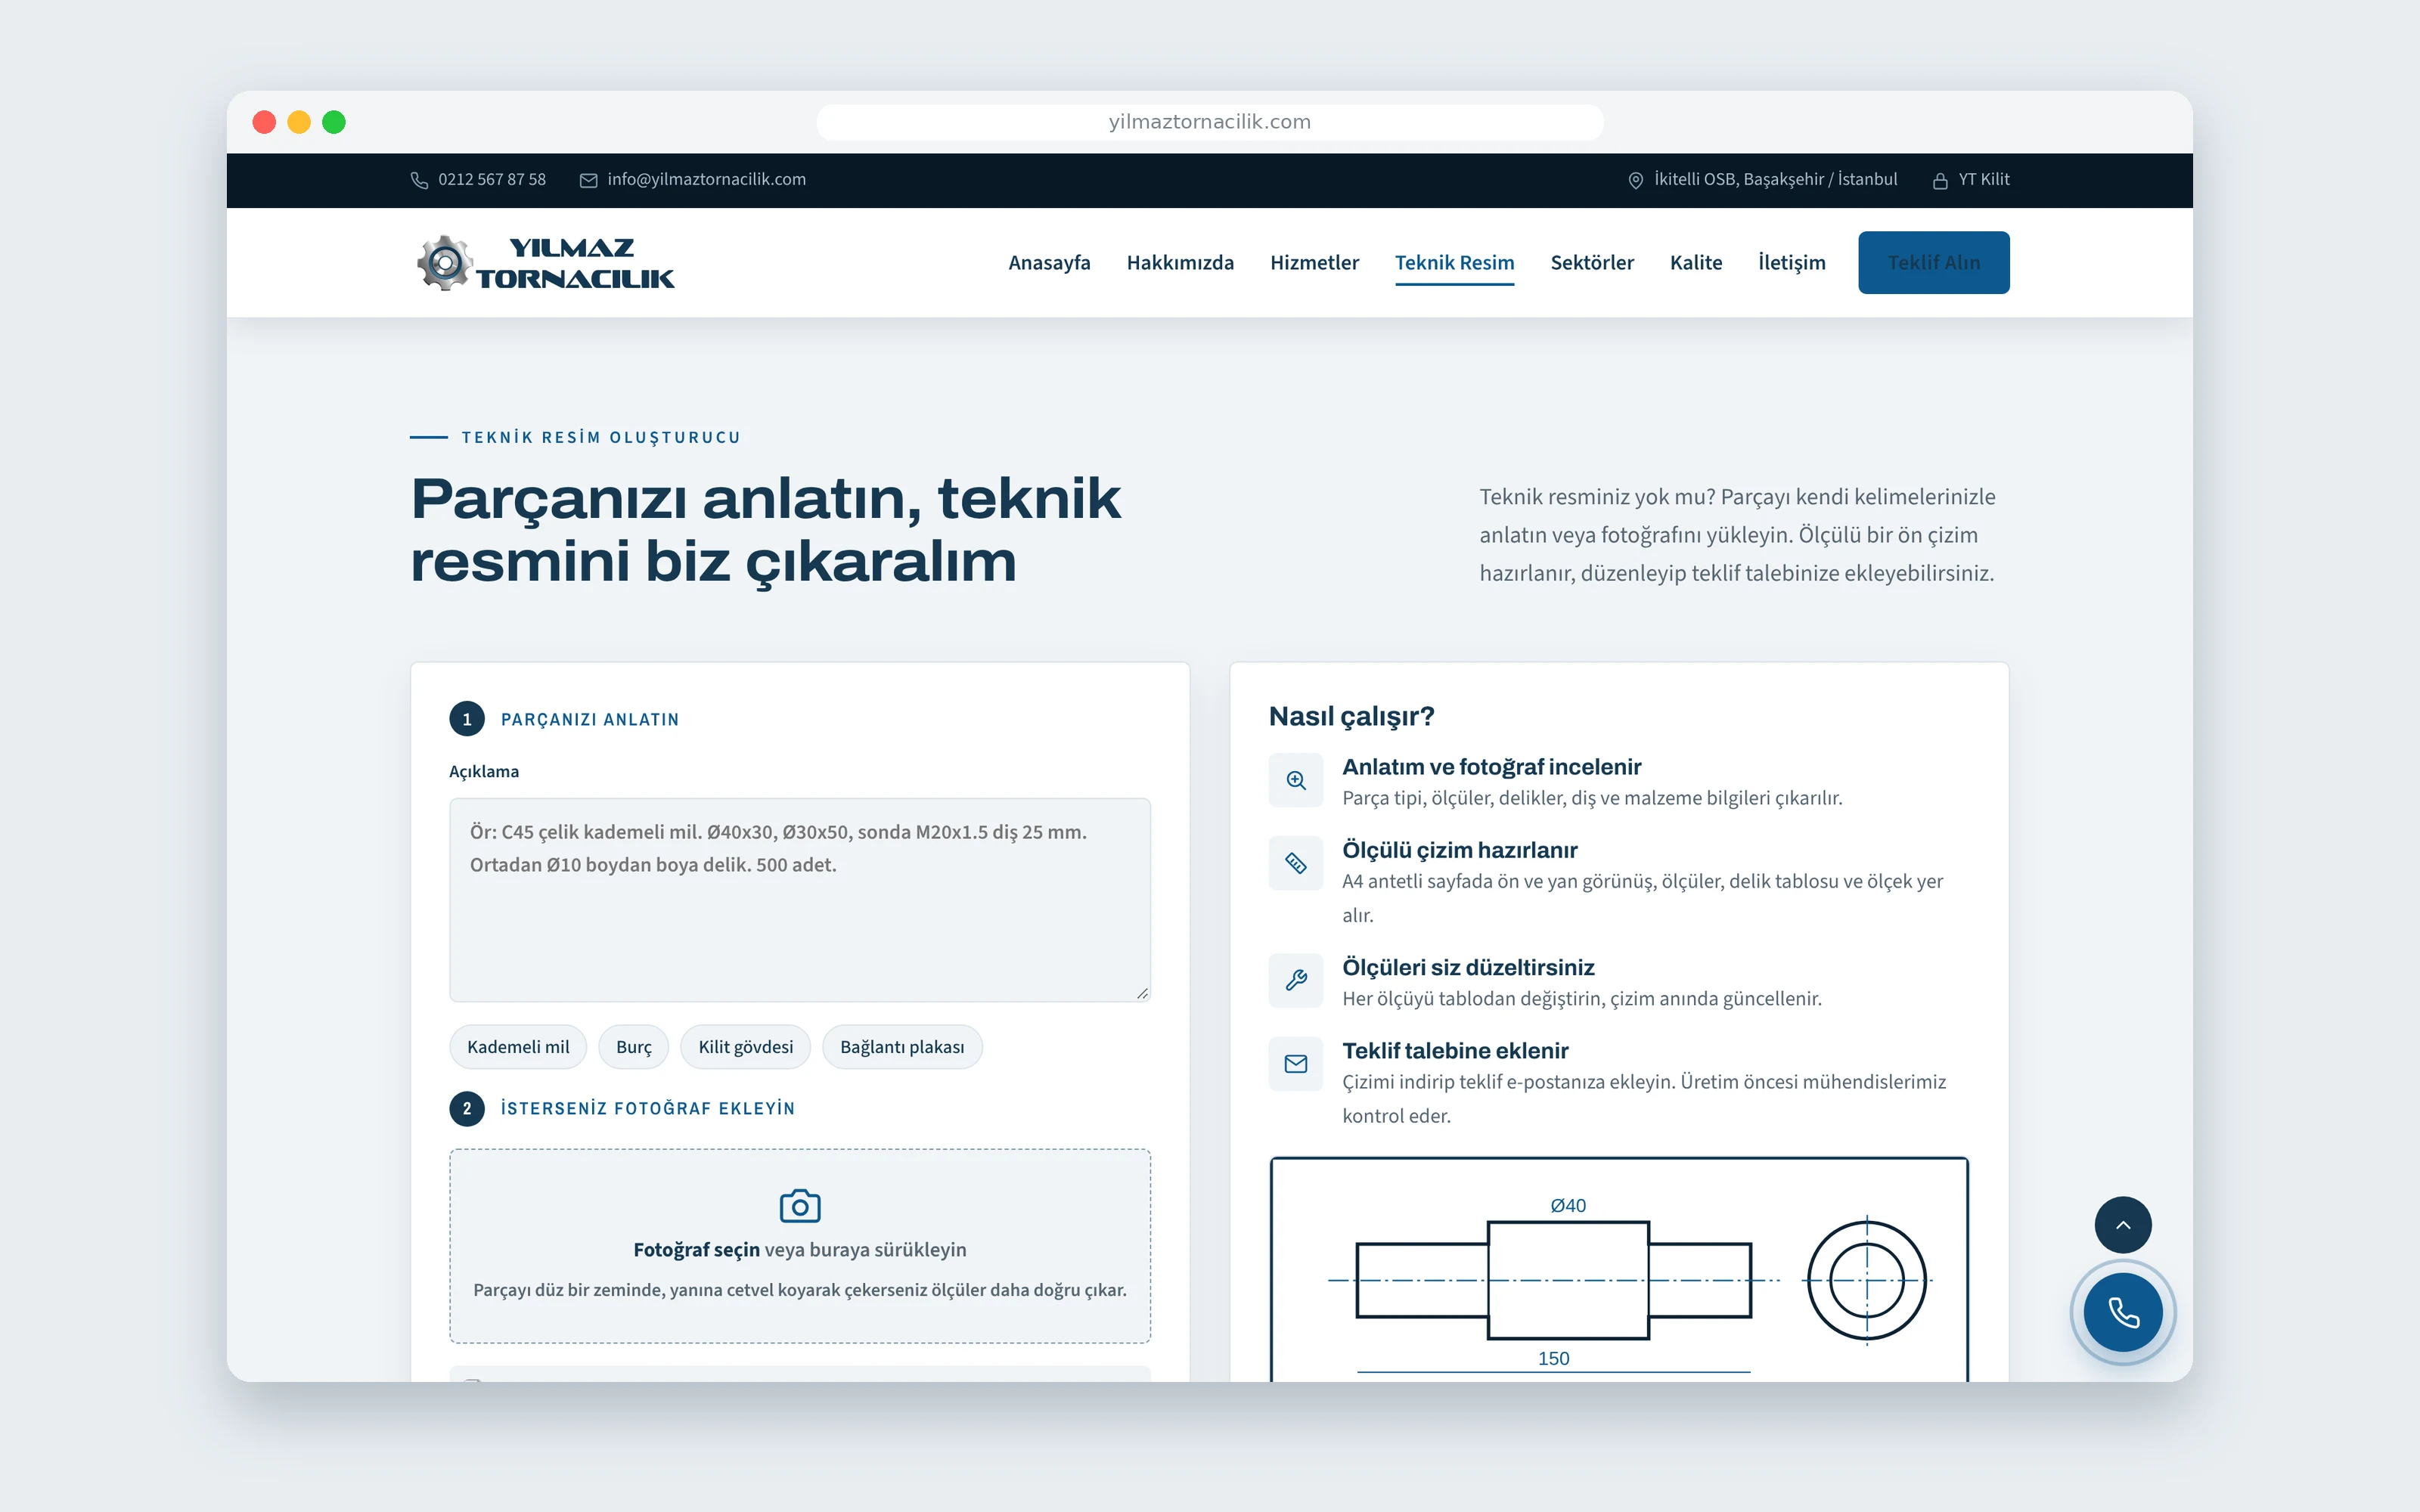 yilmaztornacilik.com
0212 567 87 58
info@yilmaztornacilik.com
İkitelli OSB, Başakşehir / İstanbul
YT Kilit
YILMAZ
TORNACILIK
Anasayfa
Hakkımızda
Hizmetler
Teknik Resim
Sektörler
Kalite
İletişim
Teklif Alın
TEKNİK RESİM OLUŞTURUCU
Parçanızı anlatın, teknik
resmini biz çıkaralım
Teknik resminiz yok mu? Parçayı kendi kelimelerinizle
anlatın veya fotoğrafını yükleyin. Ölçülü bir ön çizim
hazırlanır, düzenleyip teklif talebinize ekleyebilirsiniz.
1
PARÇANIZI ANLATIN
Açıklama
Ör: C45 çelik kademeli mil. Ø40x30, Ø30x50, sonda M20x1.5 diş 25 mm.
Ortadan Ø10 boydan boya delik. 500 adet.
Kademeli mil
Burç
Kilit gövdesi
Bağlantı plakası
2
İSTERSENİZ FOTOĞRAF EKLEYİN
Fotoğraf seçin veya buraya sürükleyin
Parçayı düz bir zeminde, yanına cetvel koyarak çekerseniz ölçüler daha doğru çıkar.
Nasıl çalışır?
Anlatım ve fotoğraf incelenir
Parça tipi, ölçüler, delikler, diş ve malzeme bilgileri çıkarılır.
Ölçülü çizim hazırlanır
A4 antetli sayfada ön ve yan görünüş, ölçüler, delik tablosu ve ölçek yer
alır.
Ölçüleri siz düzeltirsiniz
Her ölçüyü tablodan değiştirin, çizim anında güncellenir.
Teklif talebine eklenir
Çizimi indirip teklif e-postanıza ekleyin. Üretim öncesi mühendislerimiz
kontrol eder.
Ø40
150